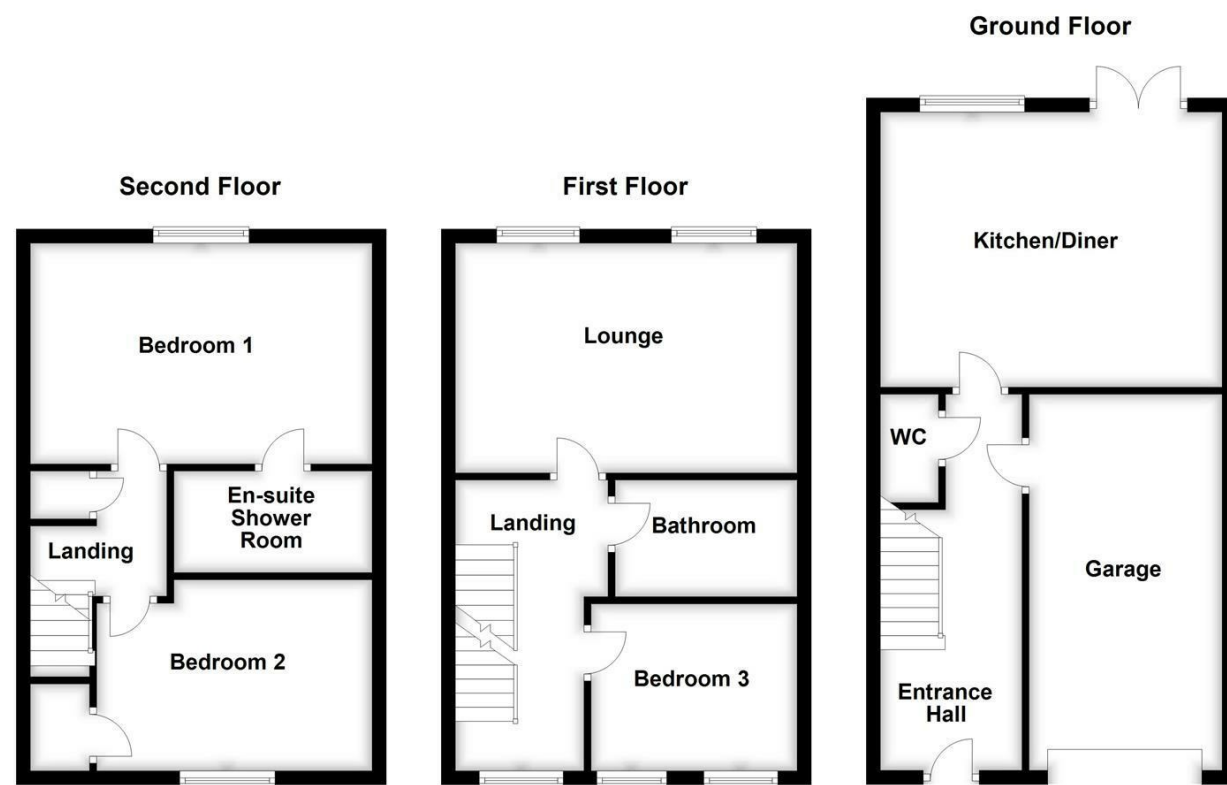 Second Floor
Bedroom 1
En-suite
Shower
Room
Landing
Bedroom 2
First Floor
Lounge
Landing
Bathroom
Bedroom 3
Ground Floor
Kitchen/Diner
WC
Garage
Entrance
Hall